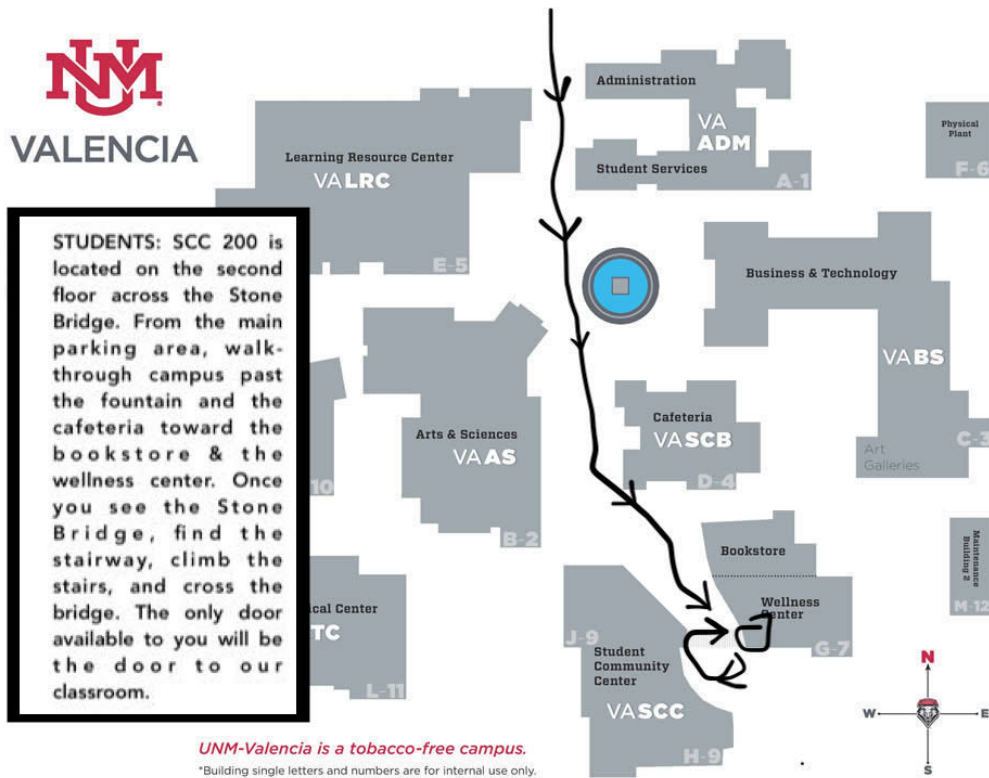 UNM
VALENCIA
Administration
VA
ADM
Student Services
A-1
Physical
Plant
F-6
Learning Resource Center
VALRC
E-5
STUDENTS: SCC 200 is
located on the second
floor across the Stone
Bridge. From the main
parking area, walk-
through campus past
the fountain and the
cafeteria toward the
bookstore & the
wellness center. Once
you see the Stone
Bridge, find the
stairway, climb the
stairs, and cross the
bridge. The only door
available to you will be
the door to our
classroom.
Business & Technology
VABS
C-3
Art
Galleries
Arts & Sciences
VAAS
B-2
Cafeteria
VASCB
D-4
10
Bookstore
Wellness
Center
G-7
Maintenance
Building 2
M-12
ical Center
TC
L-11
J-9
Student
Community
Center
VASCC
H-9
N
W
E
S
UNM-Valencia is a tobacco-free campus.
*Building single letters and numbers are for internal use only.